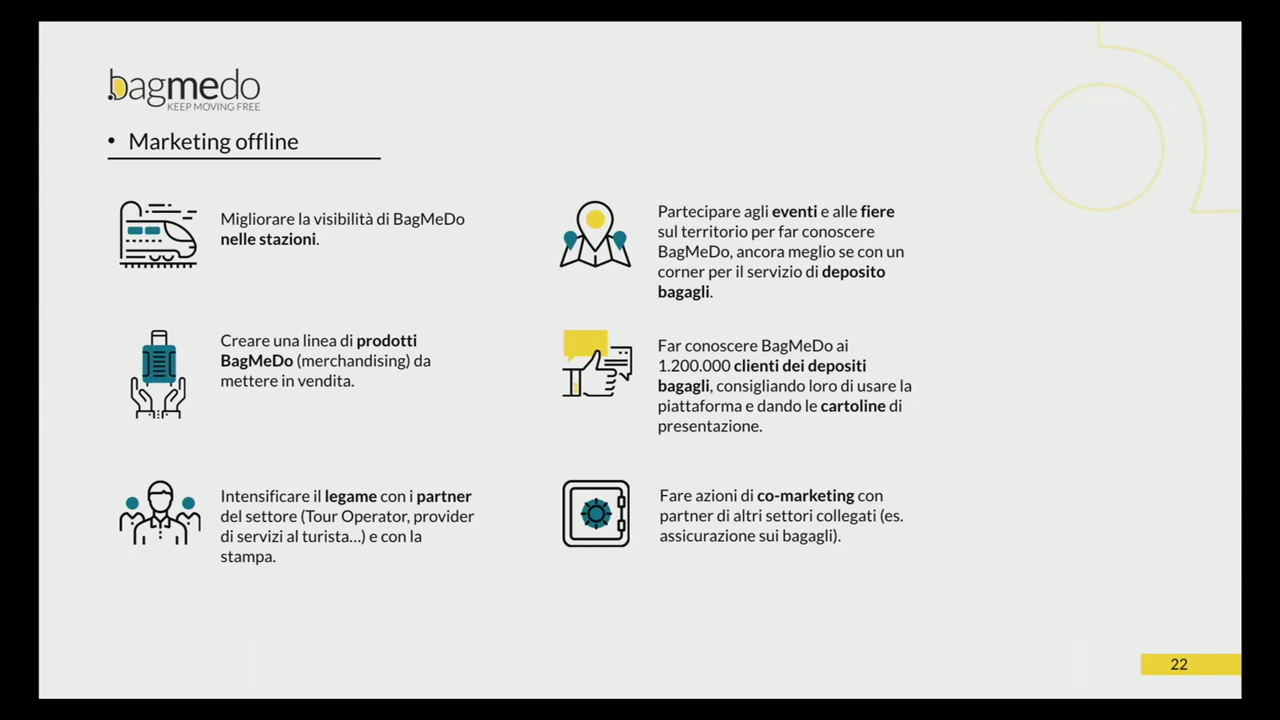 bagmedo
KEEP MOVING FREE
• Marketing offline
Migliorare la visibilità di BagMeDo
nelle stazioni.
Creare una linea di prodotti
BagMeDo (merchandising) da
mettere in vendita.
Intensificare il legame con i partner
del settore (Tour Operator, provider
di servizi al turista...) e con la
stampa.
Partecipare agli eventi e alle fiere
sul territorio per far conoscere
BagMeDo, ancora meglio se con un
corner per il servizio di deposito
bagagli.
Far conoscere BagMeDo ai
1.200.000 clienti dei depositi
bagagli, consigliando loro di usare la
piattaforma e dando le cartoline di
presentazione.
Fare azioni di co-marketing con
partner di altri settori collegati (es.
assicurazione sui bagagli).
22